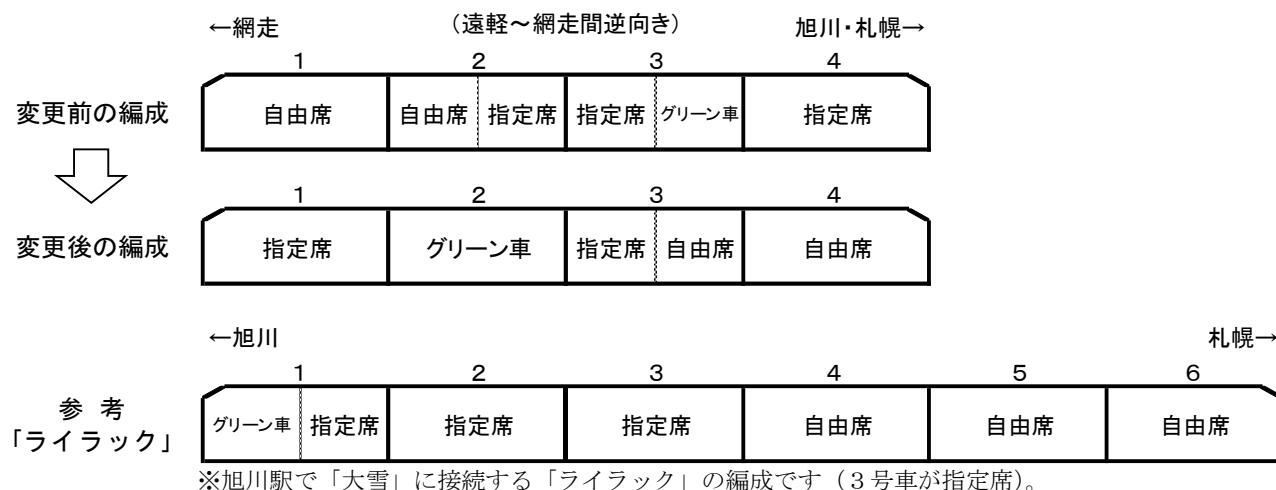 ←網走 （遠軽～網走間逆向き） 旭川・札幌→
1 2 3 4
変更前の編成 自由席 自由席 指定席 指定席 グリーン車 指定席
1 2 3 4
変更後の編成 指定席 グリーン車 指定席 自由席 自由席
←旭川 札幌→
1 2 3 4 5 6
参 考
「ライラック」 グリーン車 指定席 指定席 指定席 自由席 自由席 自由席
※旭川駅で「大雪」に接続する「ライラック」の編成です（３号車が指定席）。